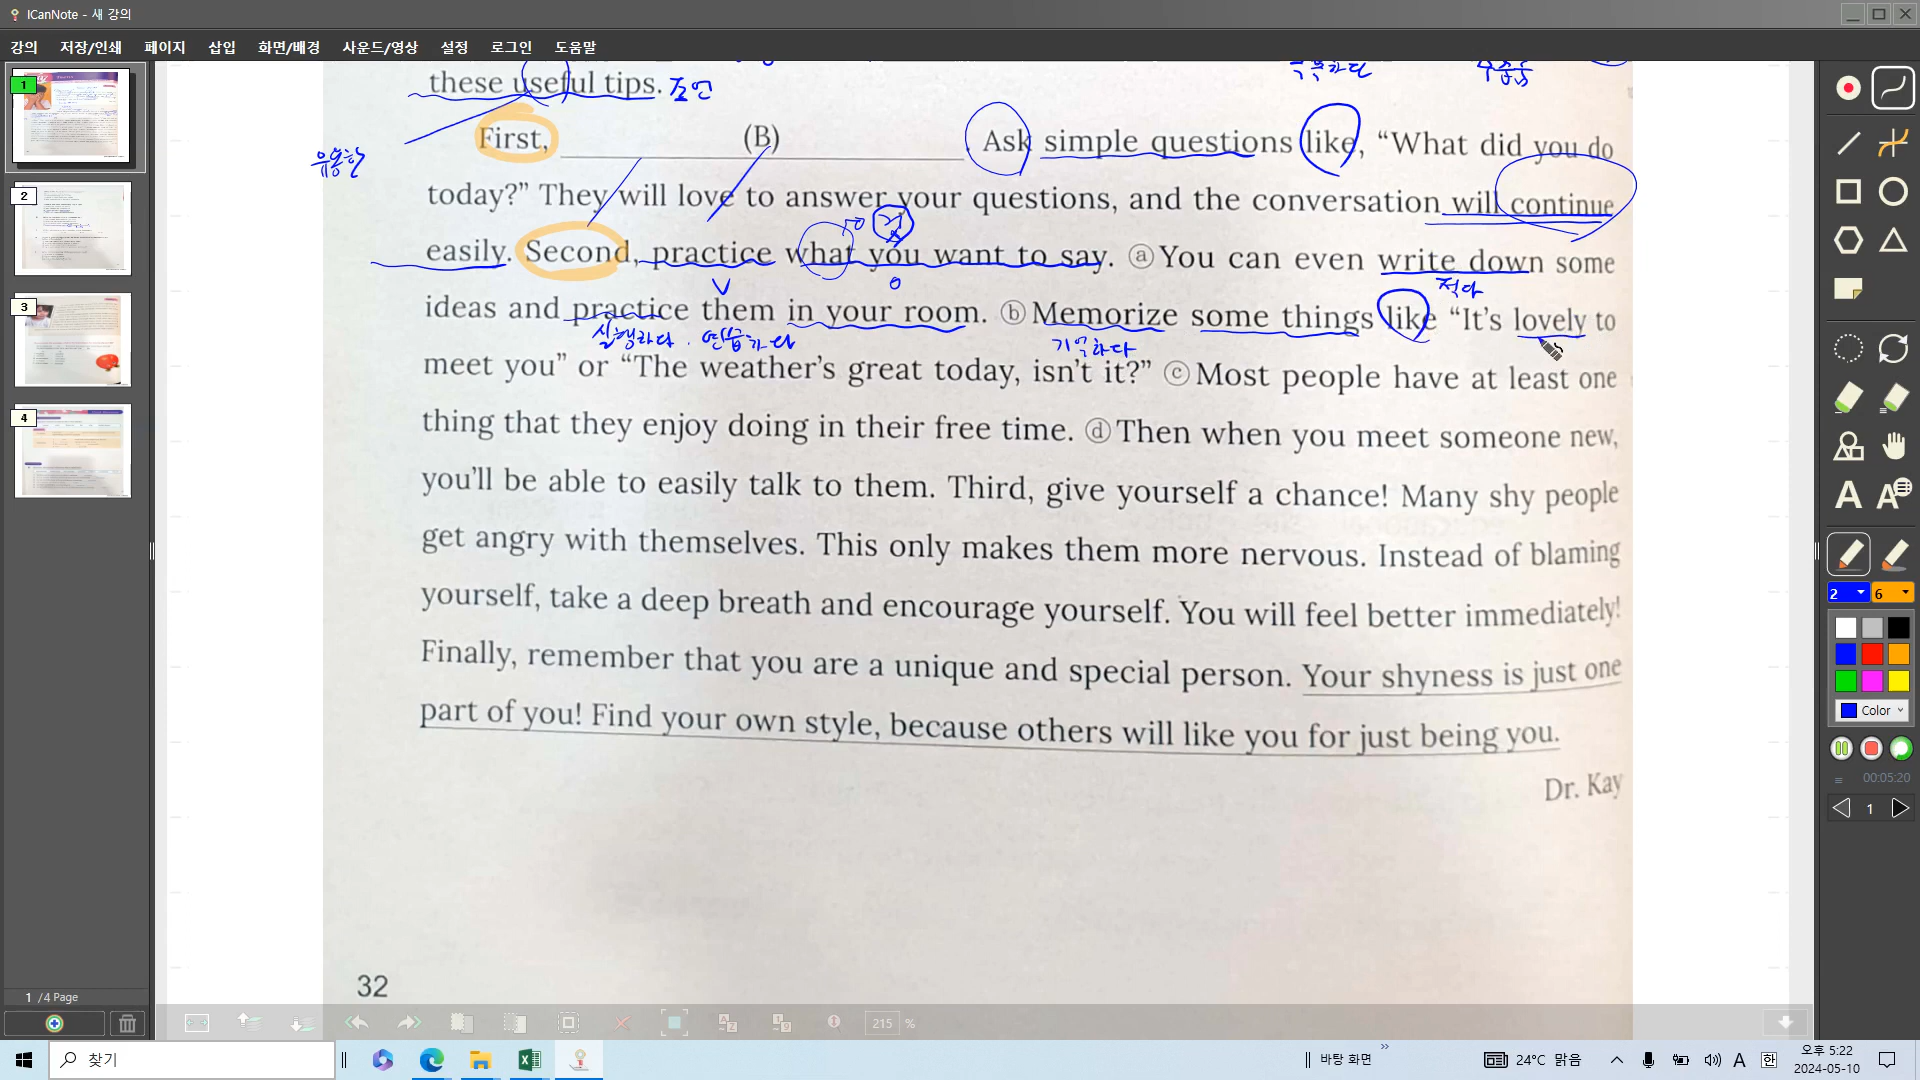 ICanNote - 새 강의
강의 저장/인쇄 페이지 삽입 화면/배경 사운드/영상 설정 로그인 도움말
1
2
3
4
these useful tips. 조언
유용한
First, (B) . Ask simple questions like, “What did you do
today?” They will love to answer your questions, and the conversation will continue
easily. Second, practice what you want to say. ⓐ You can even write down some
것
적다
ideas and practice them in your room. ⓑ Memorize some things like “It’s lovely to
실행하다. 연습하다 기억하다
meet you” or “The weather’s great today, isn’t it?” ⓒ Most people have at least one
thing that they enjoy doing in their free time. ⓓ Then when you meet someone new,
you’ll be able to easily talk to them. Third, give yourself a chance! Many shy people
get angry with themselves. This only makes them more nervous. Instead of blaming
yourself, take a deep breath and encourage yourself. You will feel better immediately!
Finally, remember that you are a unique and special person. Your shyness is just one
part of you! Find your own style, because others will like you for just being you.
Dr. Kay
32
2 6
Color
00:05:20
1
1 /4 Page
215 %
찾기
바탕 화면
24°C 맑음
A 한
오후 5:22
2024-05-10